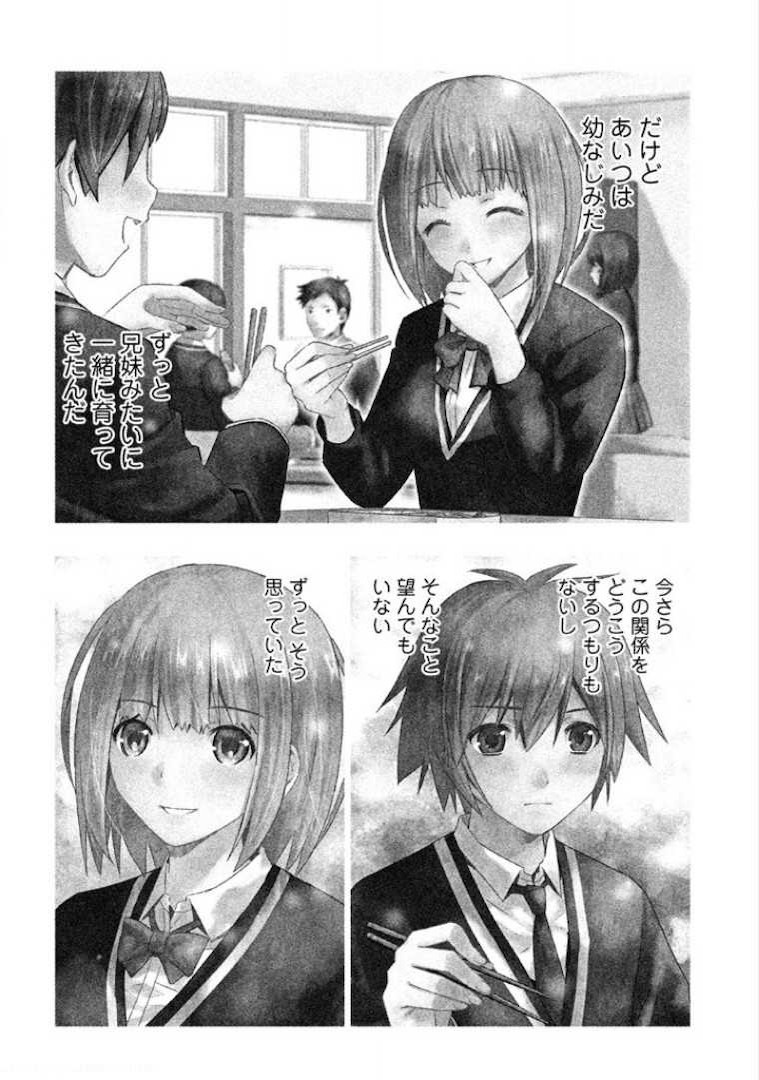 だけど
あいつは
幼なじみだ
ずっと
兄妹みたいに
一緒に育って
きたんだ
今さら
この関係を
どうこう
するつもりも
ないし
そんなこと
望んでも
いない
ずっと そう
思っていた